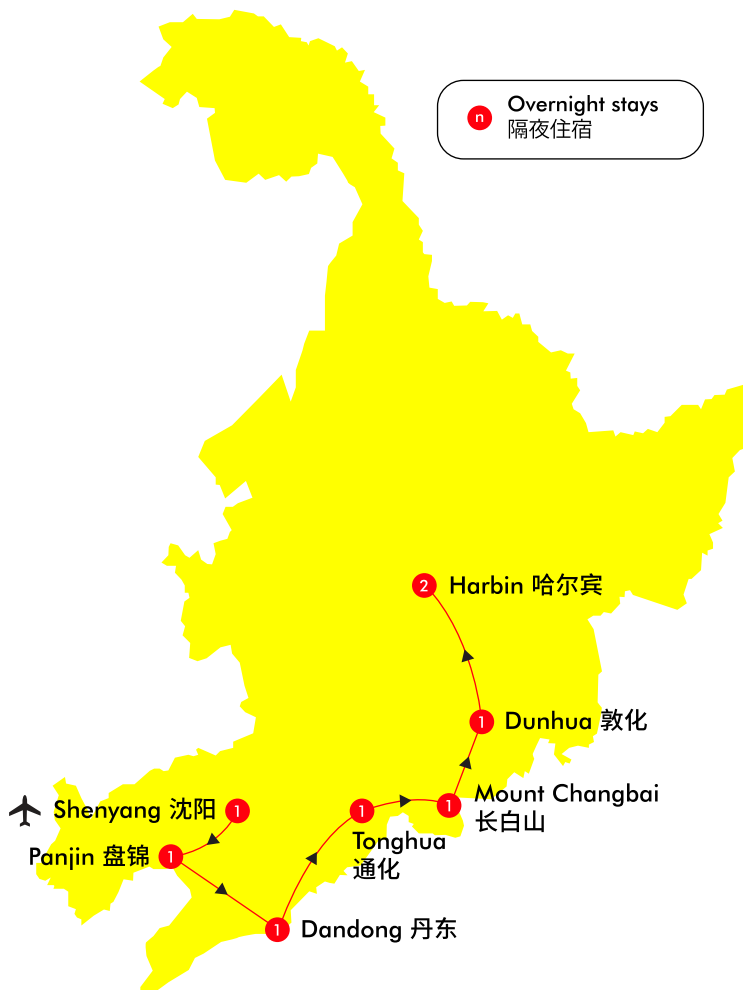 n
Overnight stays
隔夜住宿
2
Harbin 哈尔宾
1
Dunhua 敦化
1
Mount Changbai
长白山
Shenyang 沈阳
1
1
Tonghua
通化
Panjin 盘锦
1
1
Dandong 丹东